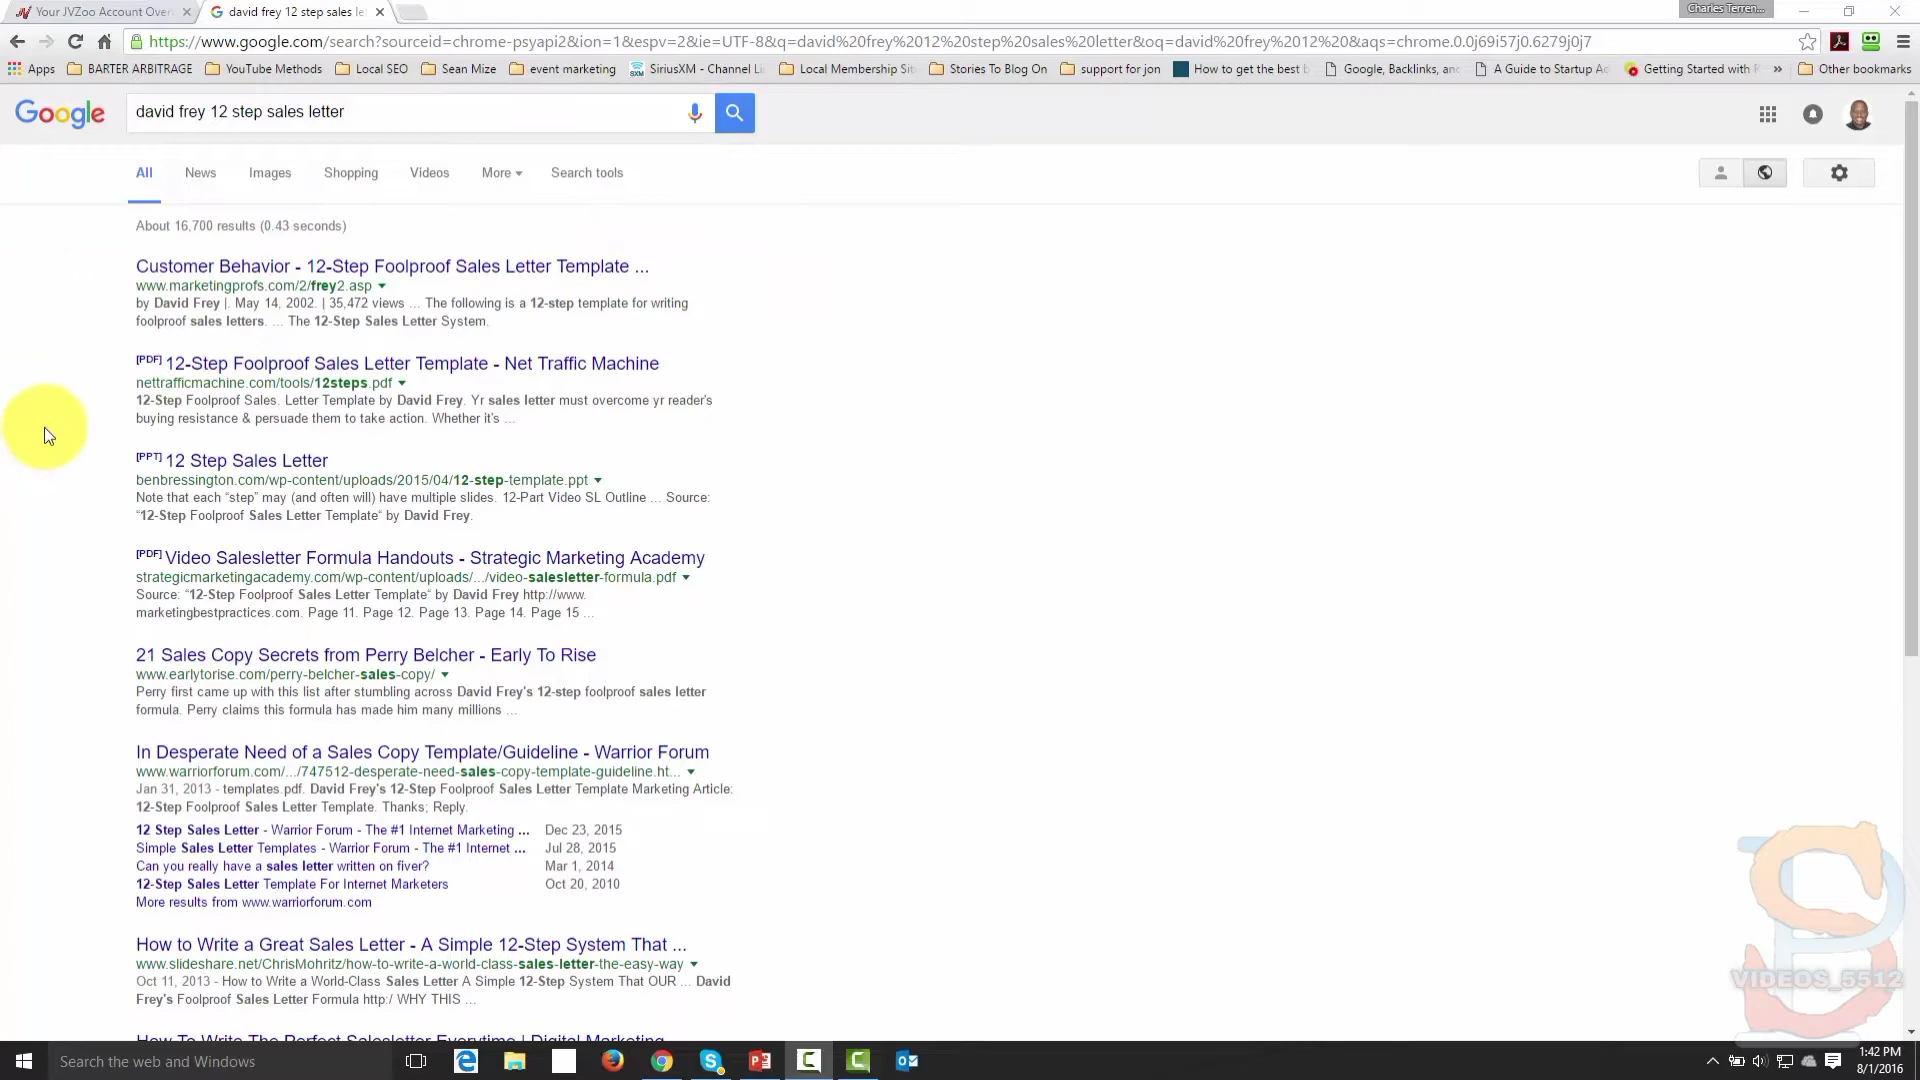 Your JVZoo Account Over
david frey 12 step sales le
Charles Terren...
https://www.google.com/search?sourceid=chrome-psyapi2&ion=1&espv=2&ie=UTF-8&q=david%20frey%2012%20step%20sales%20letter&oq=david%20frey%2012%20&aqs=chrome.0.0j69i57j0.6279j0j7
Apps BARTER ARBITRAGE YouTube Methods Local SEO Sean Mize event marketing SiriusXM - Channel Li Local Membership Sit Stories To Blog On support for jon How to get the best b Google, Backlinks, an A Guide to Startup Ad Getting Started with F » Other bookmarks
Google david frey 12 step sales letter
All News Images Shopping Videos More Search tools
About 16,700 results (0.43 seconds)
Customer Behavior - 12-Step Foolproof Sales Letter Template ...
www.marketingprofs.com/2/frey2.asp
by David Frey |. May 14, 2002. | 35,472 views ... The following is a 12-step template for writing
foolproof sales letters. ... The 12-Step Sales Letter System.
[PDF] 12-Step Foolproof Sales Letter Template - Net Traffic Machine
nettrafficmachine.com/tools/12steps.pdf
12-Step Foolproof Sales. Letter Template by David Frey. Yr sales letter must overcome yr reader's
buying resistance & persuade them to take action. Whether it's ...
[PPT] 12 Step Sales Letter
benbressington.com/wp-content/uploads/2015/04/12-step-template.ppt
Note that each “step” may (and often will) have multiple slides. 12-Part Video SL Outline ... Source:
“12-Step Foolproof Sales Letter Template“ by David Frey.
[PDF] Video Salesletter Formula Handouts - Strategic Marketing Academy
strategicmarketingacademy.com/wp-content/uploads/.../video-salesletter-formula.pdf
Source: “12-Step Foolproof Sales Letter Template“ by David Frey http://www.
marketingbestpractices.com. Page 11. Page 12. Page 13. Page 14. Page 15 ...
21 Sales Copy Secrets from Perry Belcher - Early To Rise
www.earlytorise.com/perry-belcher-sales-copy/
Perry first came up with this list after stumbling across David Frey's 12-step foolproof sales letter
formula. Perry claims this formula has made him many millions ...
In Desperate Need of a Sales Copy Template/Guideline - Warrior Forum
www.warriorforum.com/.../747512-desperate-need-sales-copy-template-guideline.ht...
Jan 31, 2013 - templates.pdf. David Frey's 12-Step Foolproof Sales Letter Template Marketing Article:
12-Step Foolproof Sales Letter Template. Thanks; Reply.
12 Step Sales Letter - Warrior Forum - The #1 Internet Marketing ... Dec 23, 2015
Simple Sales Letter Templates - Warrior Forum - The #1 Internet ... Jul 28, 2015
Can you really have a sales letter written on fiver? Mar 1, 2014
12-Step Sales Letter Template For Internet Marketers Oct 20, 2010
More results from www.warriorforum.com
How to Write a Great Sales Letter - A Simple 12-Step System That ...
www.slideshare.net/ChrisMohritz/how-to-write-a-world-class-sales-letter-the-easy-way
Oct 11, 2013 - How to Write a World-Class Sales Letter A Simple 12-Step System That OUR ... David
Frey's Foolproof Sales Letter Formula http:/ WHY THIS ...
How To Write The Perfect Salesletter Everytime | Digital Marketing
VIDEOS_5512
Search the web and Windows
1:42 PM
8/1/2016